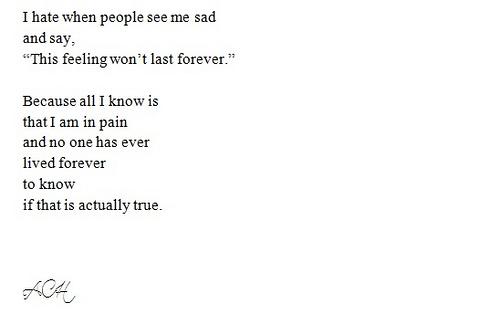 I hate when people see me sad
and say,
“This feeling won’t last forever.”
Because all I know is
that I am in pain
and no one has ever
lived forever
to know
if that is actually true.
ACH